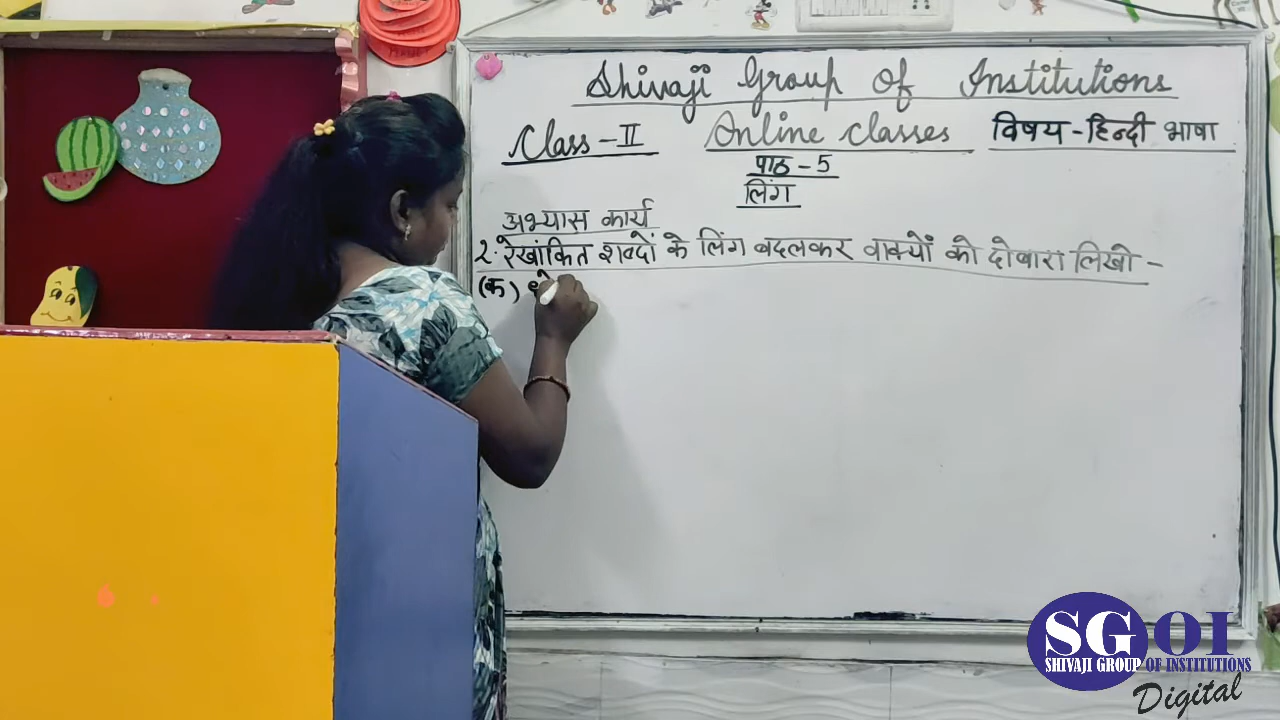 Shivaji Group Of Institutions
Class - II Online classes विषय - हिन्दी भाषा
पाठ - 5
लिंग
अभ्यास कार्य
2. रेखांकित शब्दों के लिंग बदलकर वाक्यों को दोबारा लिखो -
(क)
SGOI
SHIVAJI GROUP OF INSTITUTIONS
Digital